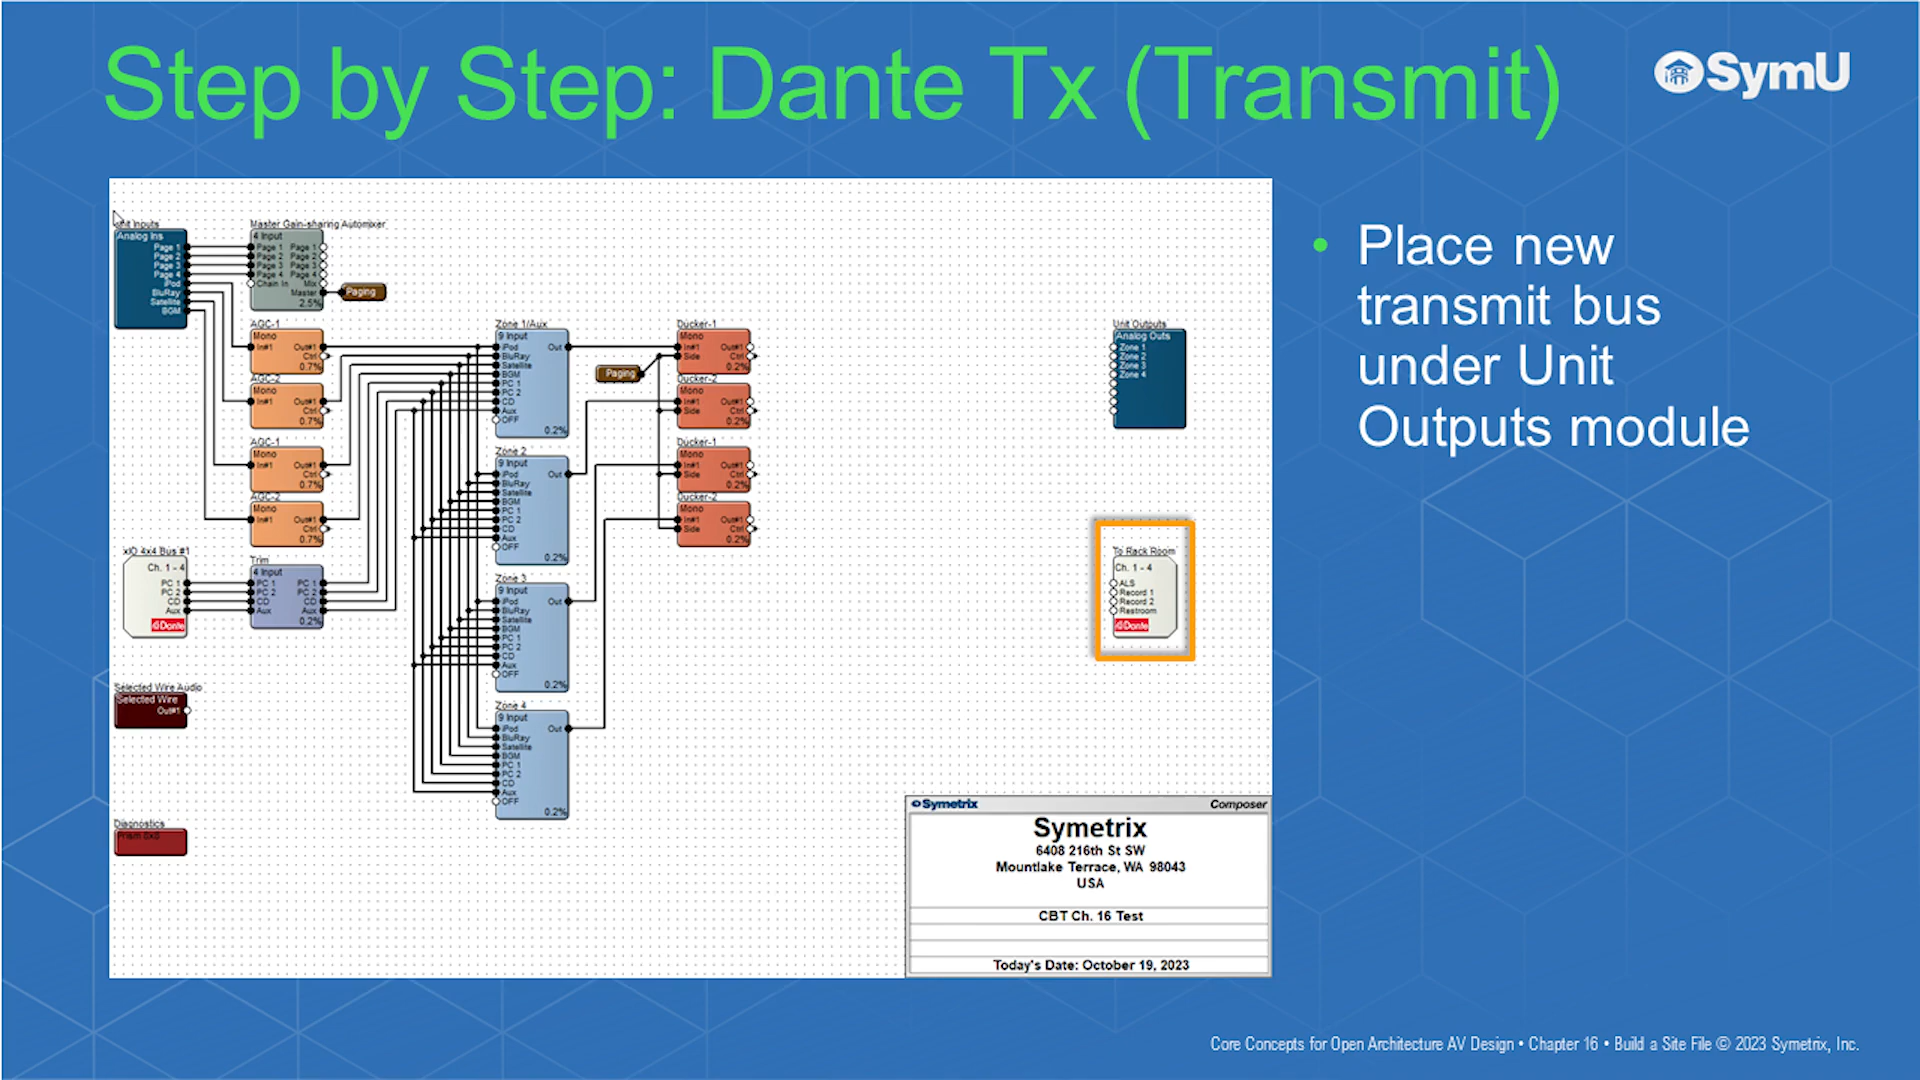 Step by Step: Dante Tx (Transmit)
SymU
Place new
transmit bus
under Unit
Outputs module
Unit Inputs
Analog Ins
Page 1
Page 2
Page 3
Page 4
iPod
BluRay
Satellite
BGM
Master Gain-sharing Automixer
4 Input
Page 1 Page 1
Page 2 Page 2
Page 3 Page 3
Page 4 Page 4
Chain In Mix
Master
2.5%
Paging
AGC-1
Mono
In#1 Out#1
Ctrl
0.7%
AGC-2
Mono
In#1 Out#1
Ctrl
0.7%
AGC-1
Mono
In#1 Out#1
Ctrl
0.7%
AGC-2
Mono
In#1 Out#1
Ctrl
0.7%
xIO 4x4 Bus #1
Ch. 1 - 4
PC 1
PC 2
CD
Aux
Dante
Trim
4 Input
PC 1 PC 1
PC 2 PC 2
CD CD
Aux Aux
0.2%
Selected Wire Audio
Selected Wire
Out#1
Diagnostics
Prism 8x8
Zone 1/Aux
9 Input
iPod Out
BluRay
Satellite
BGM
PC 1
PC 2
CD
Aux
OFF
0.2%
Zone 2
9 Input
iPod Out
BluRay
Satellite
BGM
PC 1
PC 2
CD
Aux
OFF
0.2%
Zone 3
9 Input
iPod Out
BluRay
Satellite
BGM
PC 1
PC 2
CD
Aux
OFF
0.2%
Zone 4
9 Input
iPod Out
BluRay
Satellite
BGM
PC 1
PC 2
CD
Aux
OFF
0.2%
Paging
Ducker-1
Mono
In#1 Out#1
Side Ctrl
0.2%
Ducker-2
Mono
In#1 Out#1
Side Ctrl
0.2%
Ducker-1
Mono
In#1 Out#1
Side Ctrl
0.2%
Ducker-2
Mono
In#1 Out#1
Side Ctrl
0.2%
Unit Outputs
Analog Outs
Zone 1
Zone 2
Zone 3
Zone 4
To Rack Room
Ch. 1 - 4
ALS
Record 1
Record 2
Restroom
Dante
Symetrix Composer
Symetrix
6408 216th St SW
Mountlake Terrace, WA 98043
USA
CBT Ch. 16 Test
Today's Date: October 19, 2023
Core Concepts for Open Architecture AV Design • Chapter 16 • Build a Site File © 2023 Symetrix, Inc.